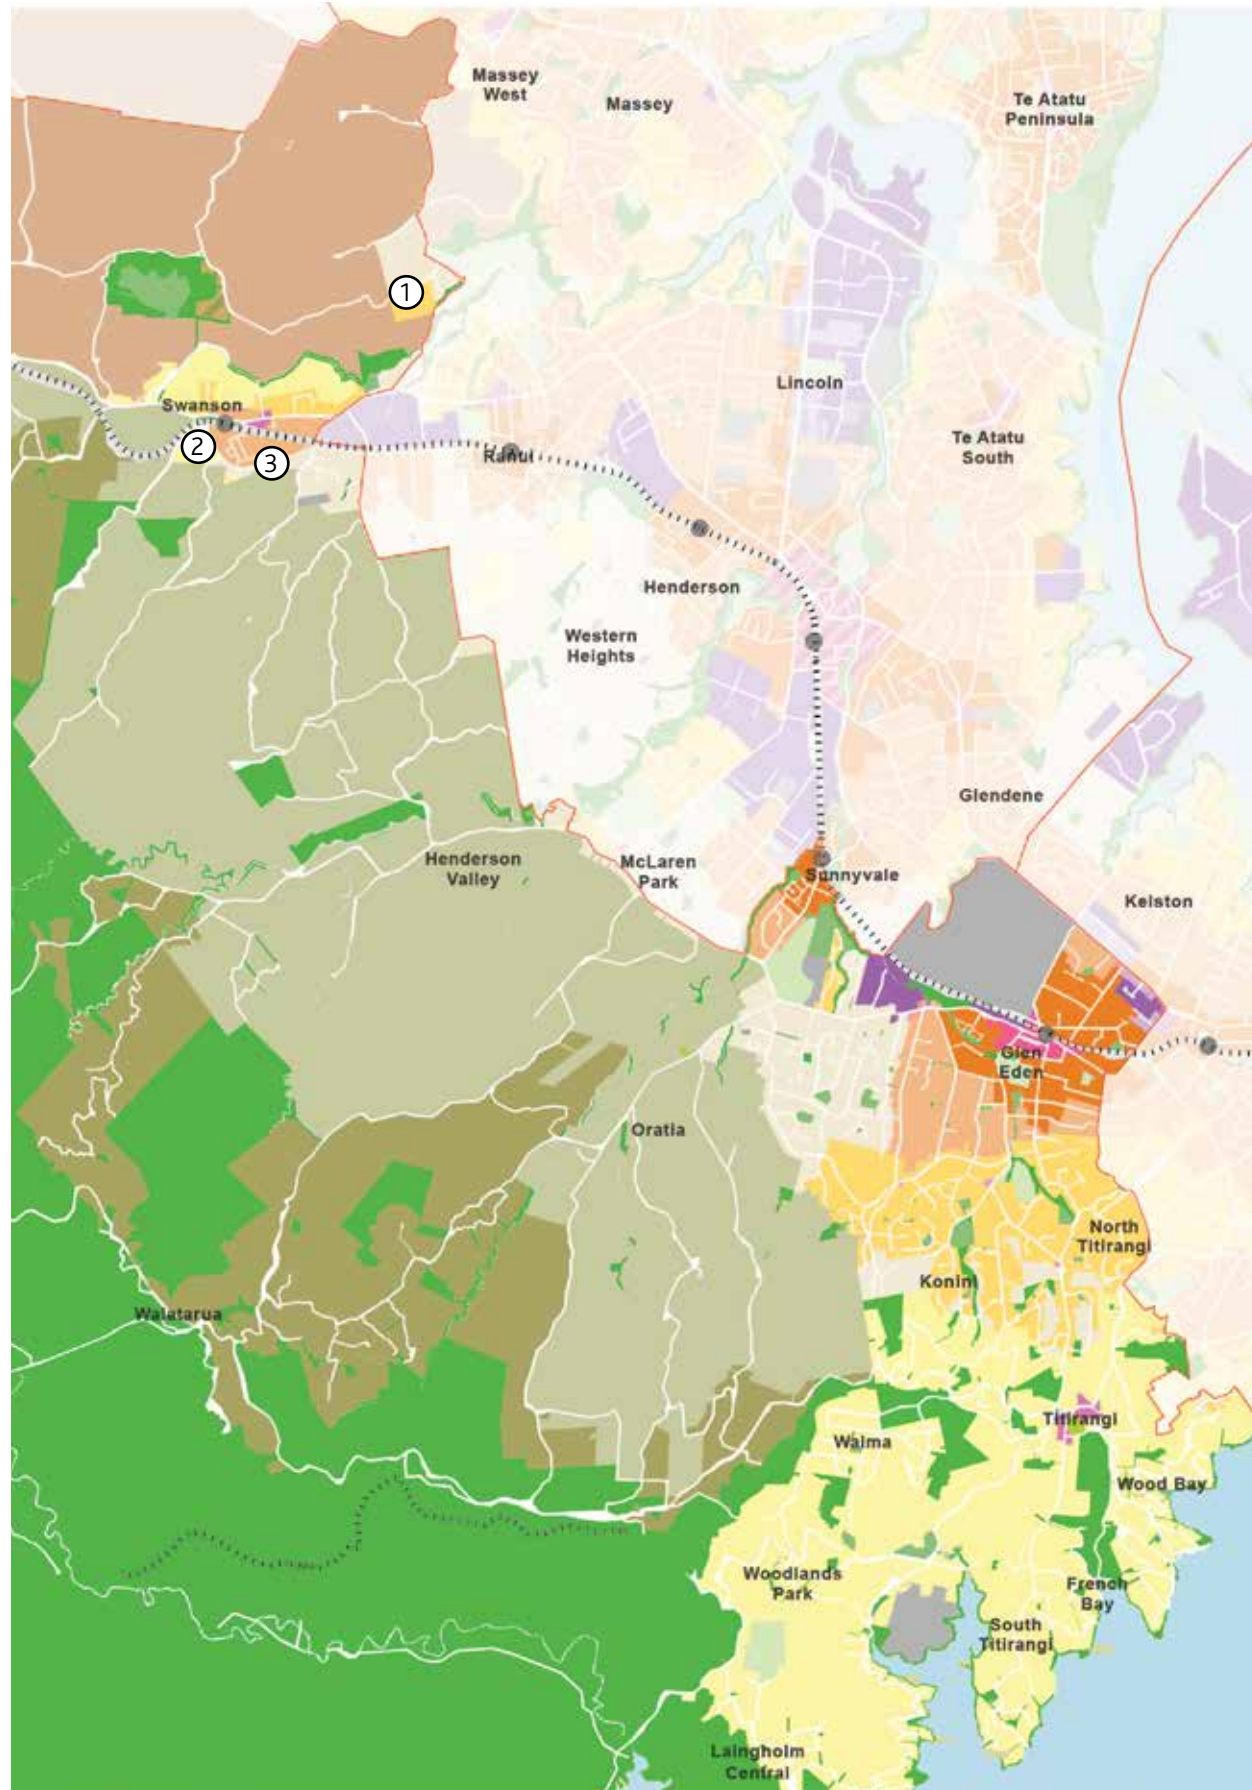 Massey
West
Massey
Te Atatu
Peninsula
1
Lincoln
Swanson
2
3
Ranui
Te Atatu
South
Henderson
Western
Heights
Glendene
Henderson
Valley
McLaren
Park
Sunnyvale
Kelston
Glen
Eden
Oratia
North
Titirangi
Konini
Waiatarua
Titirangi
Waima
Wood Bay
Woodlands
Park
French
Bay
South
Titirangi
Laingholm
Central